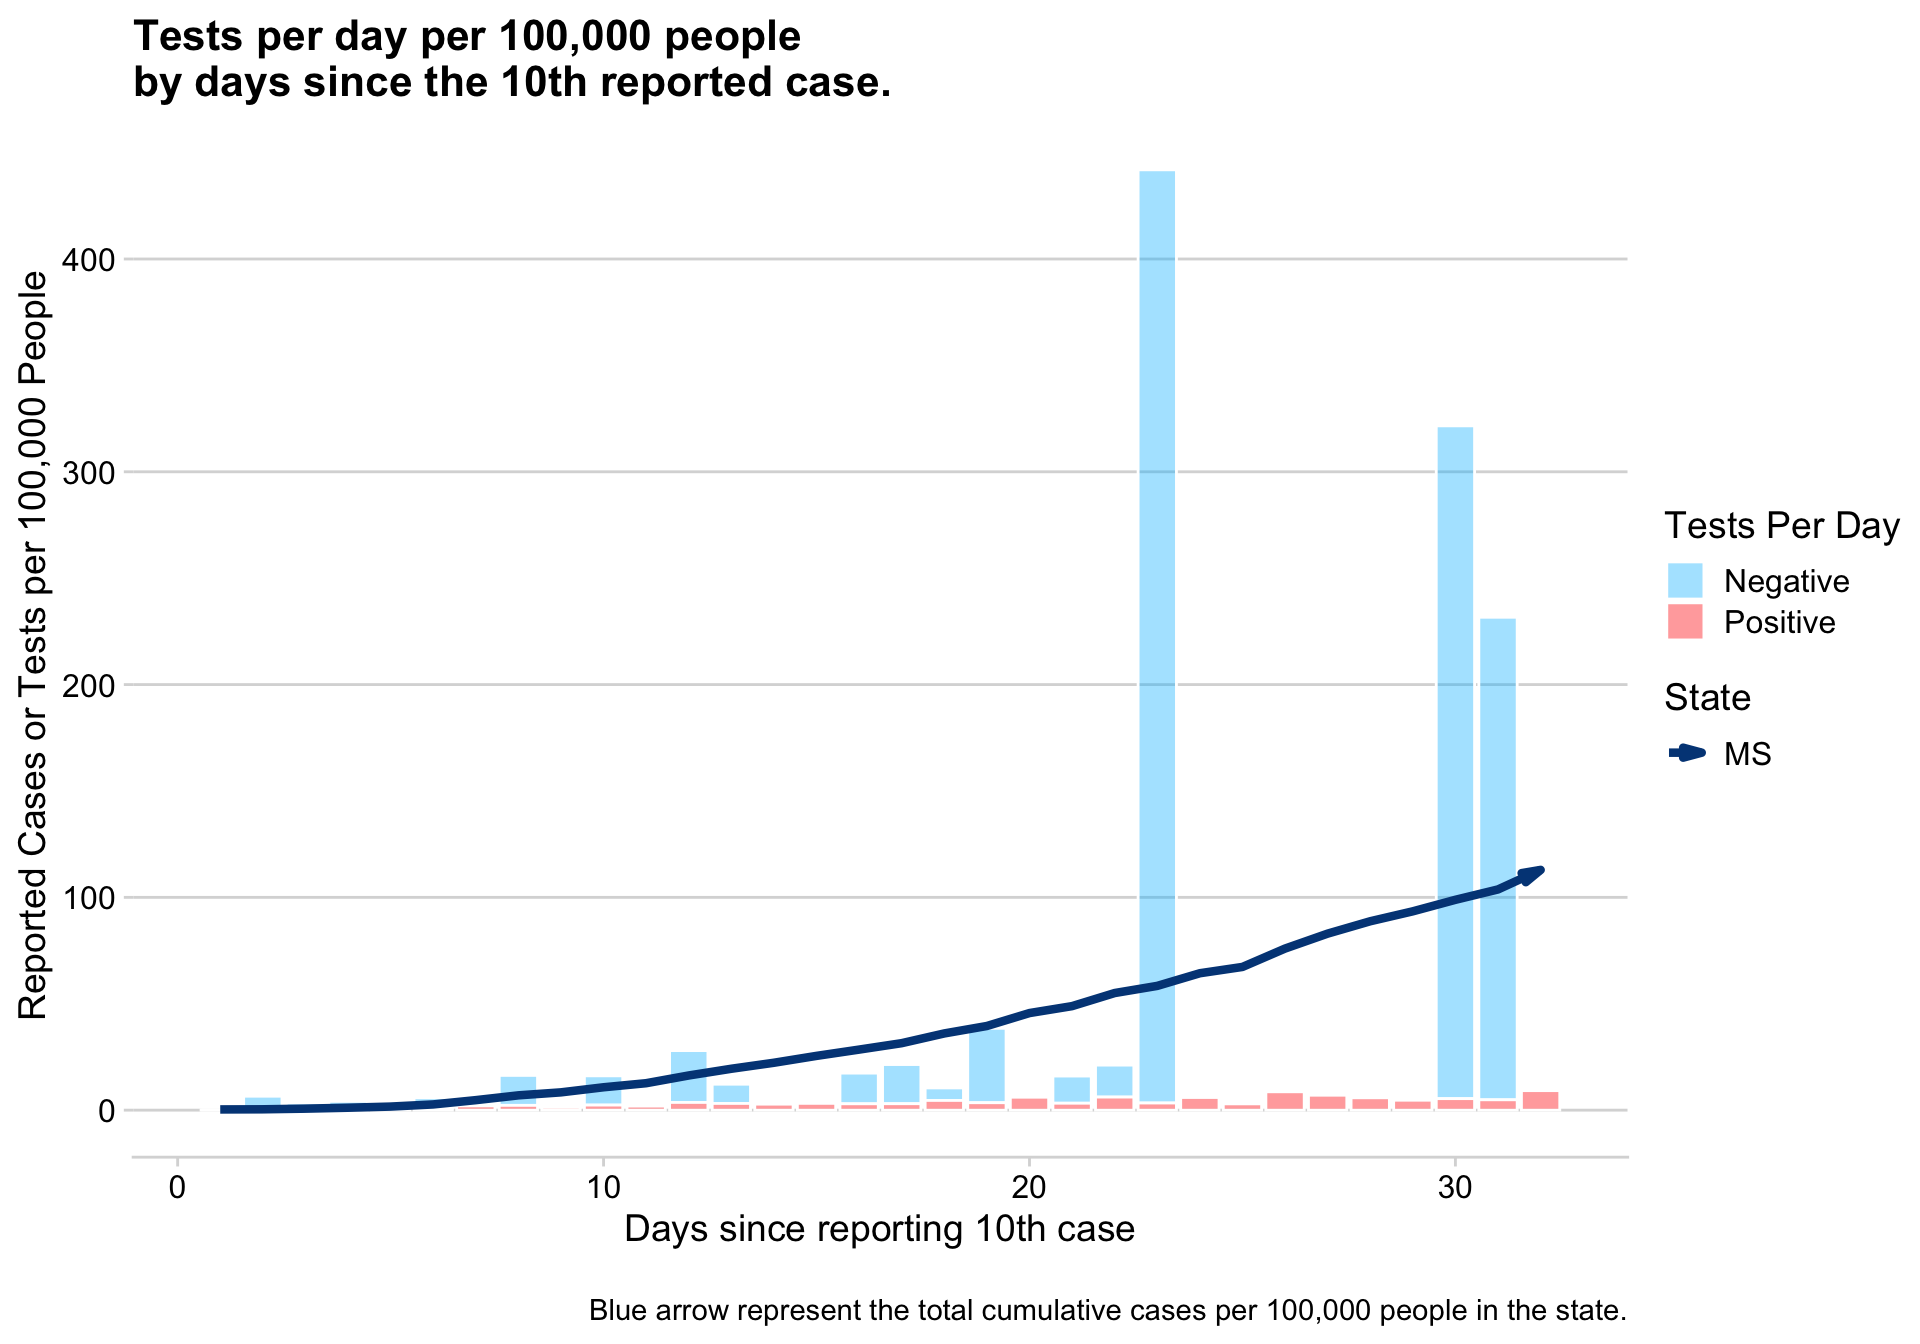 Tests per day per 100,000 people
by days since the 10th reported case.
Reported Cases or Tests per 100,000 People
400
300
200
100
0
0
10
20
30
Days since reporting 10th case
Tests Per Day
Negative
Positive
State
MS
Blue arrow represent the total cumulative cases per 100,000 people in the state.